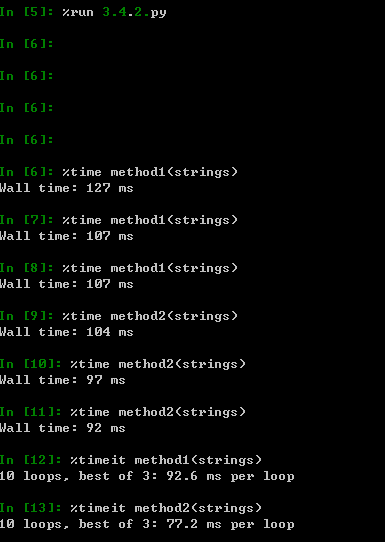 In [5]: %run 3.4.2.py
In [6]:
In [6]:
In [6]:
In [6]:
In [6]: %time method1(strings)
Wall time: 127 ms
In [7]: %time method1(strings)
Wall time: 107 ms
In [8]: %time method1(strings)
Wall time: 107 ms
In [9]: %time method2(strings)
Wall time: 104 ms
In [10]: %time method2(strings)
Wall time: 97 ms
In [11]: %time method2(strings)
Wall time: 92 ms
In [12]: %timeit method1(strings)
10 loops, best of 3: 92.6 ms per loop
In [13]: %timeit method2(strings)
10 loops, best of 3: 77.2 ms per loop